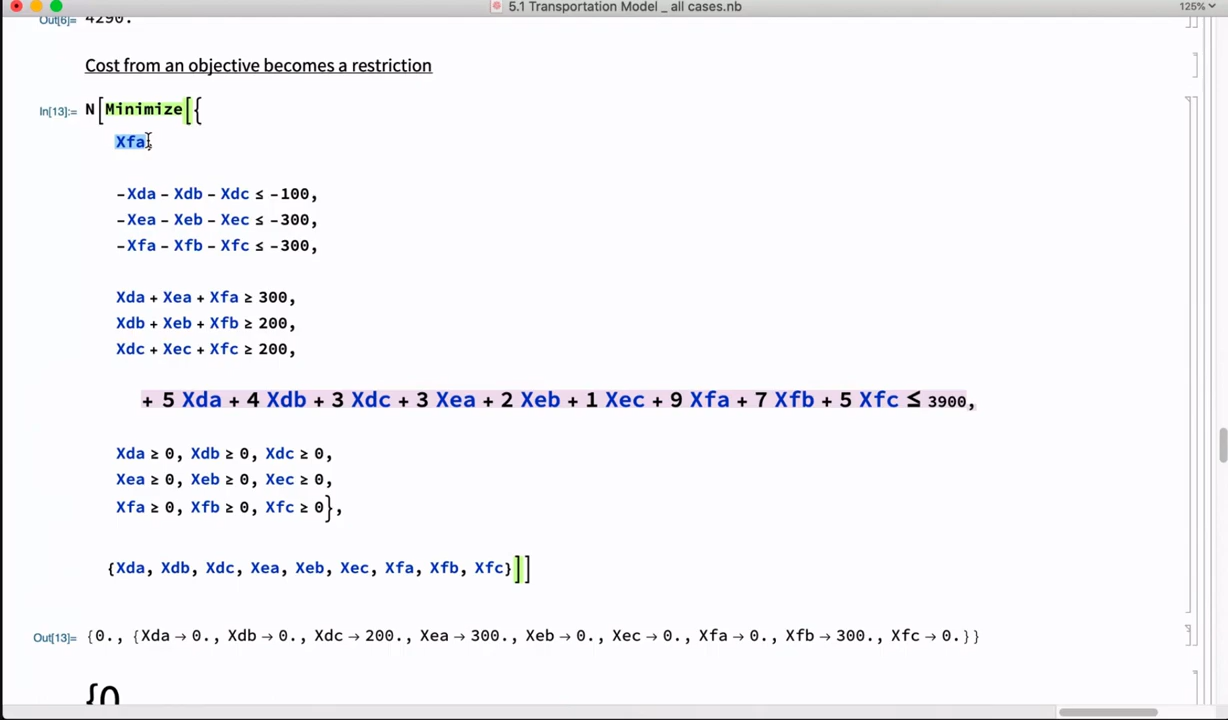 5.1 Transportation Model _ all cases.nb
125%
Out[6]= 4290.
Cost from an objective becomes a restriction
In[13]:= N[Minimize[{
Xfa
-Xda - Xdb - Xdc ≤ -100,
-Xea - Xeb - Xec ≤ -300,
-Xfa - Xfb - Xfc ≤ -300,
Xda + Xea + Xfa ≥ 300,
Xdb + Xeb + Xfb ≥ 200,
Xdc + Xec + Xfc ≥ 200,
+ 5 Xda + 4 Xdb + 3 Xdc + 3 Xea + 2 Xeb + 1 Xec + 9 Xfa + 7 Xfb + 5 Xfc ≤ 3900,
Xda ≥ 0, Xdb ≥ 0, Xdc ≥ 0,
Xea ≥ 0, Xeb ≥ 0, Xec ≥ 0,
Xfa ≥ 0, Xfb ≥ 0, Xfc ≥ 0},
{Xda, Xdb, Xdc, Xea, Xeb, Xec, Xfa, Xfb, Xfc}]]
Out[13]= {0., {Xda → 0., Xdb → 0., Xdc → 200., Xea → 300., Xeb → 0., Xec → 0., Xfa → 0., Xfb → 300., Xfc → 0.}}